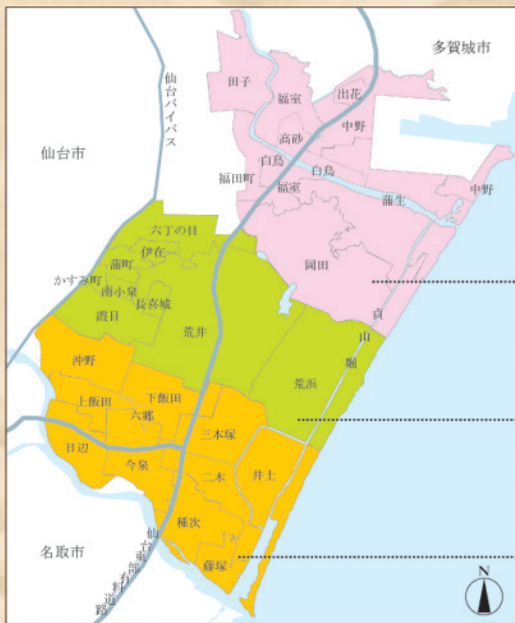 多賀城市
田子
福室
出花
仙台バイパス
高砂
中野
仙台市
白鳥
白鳥
福田町
福室
蒲生
中野
六丁の目
伊在
蒲町
岡田
かすみ町
南小泉
長喜城
霞目
荒井
貞山堀
沖野
荒浜
下飯田
上飯田
六郷
三本塚
日辺
今泉
二木
井土
種次
名取市
藤塚
仙台東部有料道路
N